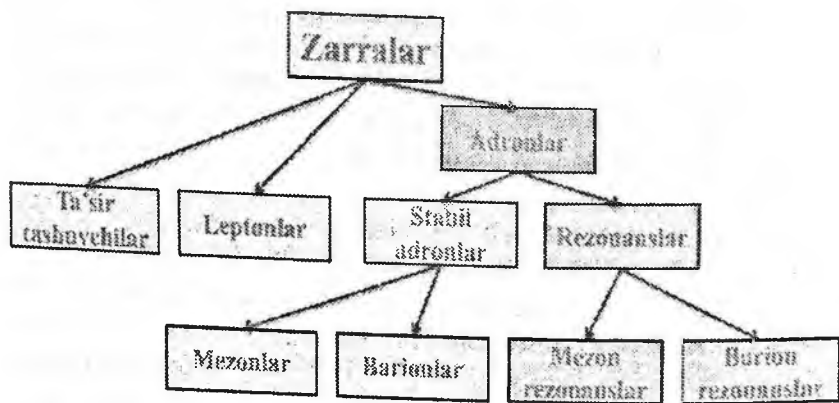 Zarralar
Adronlar
Ta'sir
tashuvchilar
Leptonlar
Stabil
adronlar
Rezonanslar
Mezonlar
Barionlar
Mezon
rezonanslar
Barion
rezonanslar